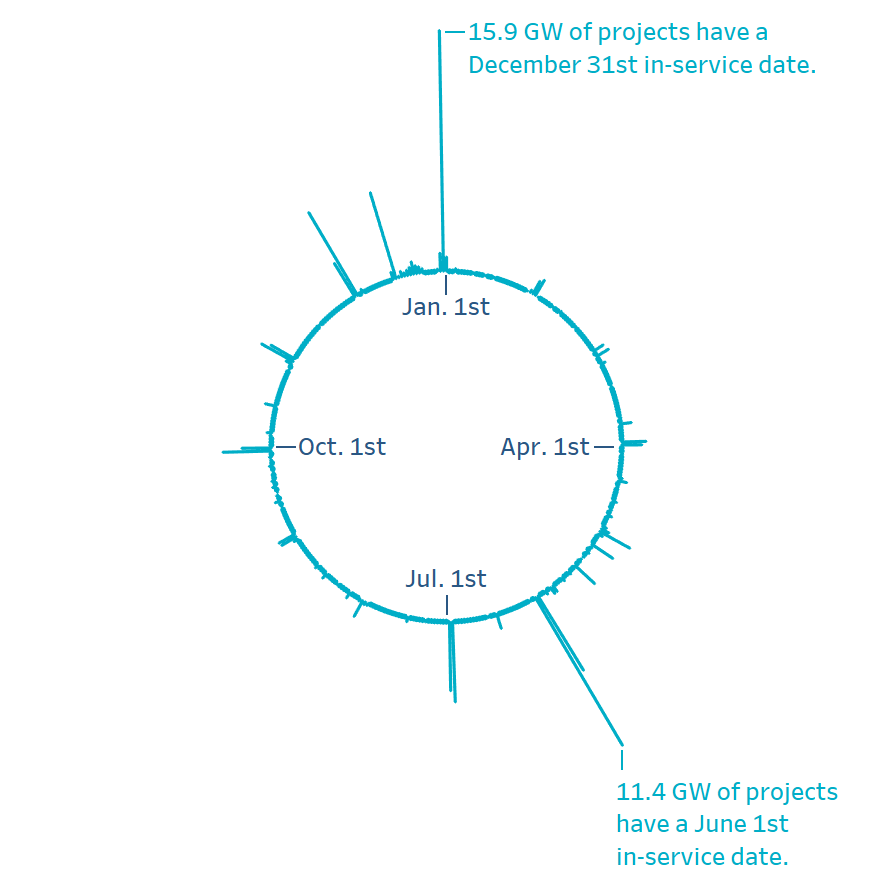 15.9 GW of projects have a
December 31st in-service date.
Jan. 1st
Oct. 1st
Apr. 1st
Jul. 1st
11.4 GW of projects
have a June 1st
in-service date.